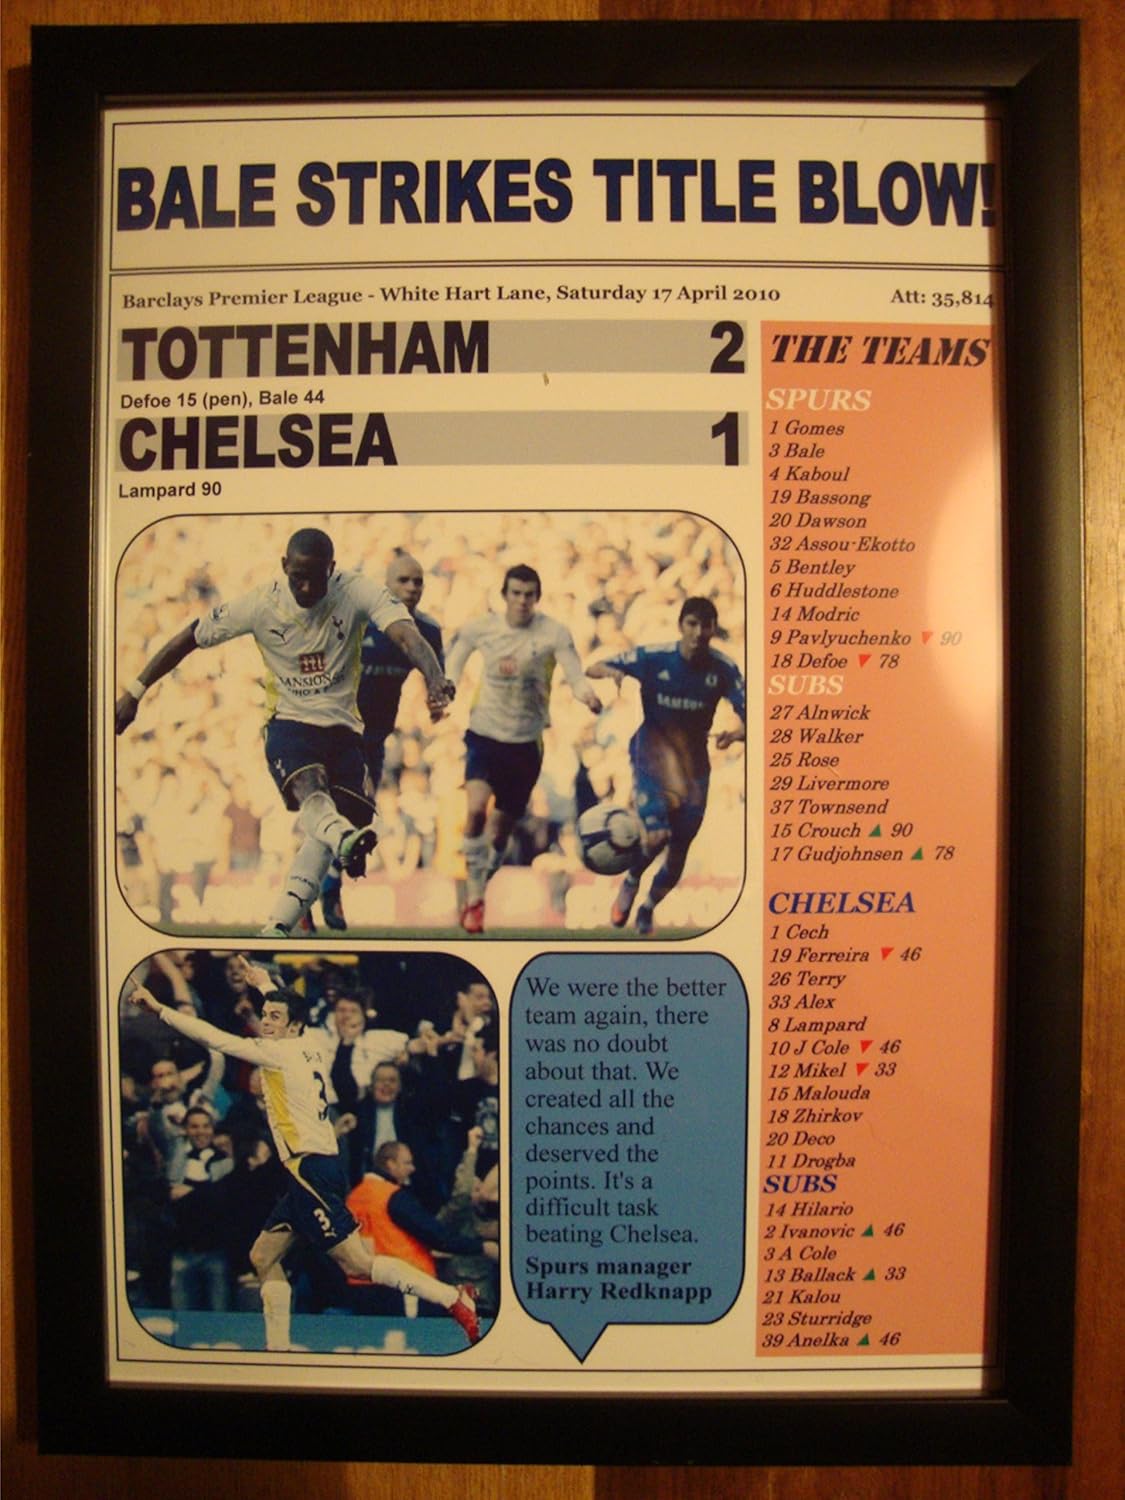 BALE STRIKES TITLE BLOW!
Barclays Premier League - White Hart Lane, Saturday 17 April 2010
Att: 35,814
TOTTENHAM 2
Defoe 15 (pen), Bale 44
CHELSEA 1
Lampard 90
MANSION
SAMSUNG
3
3
We were the better
team again, there
was no doubt
about that. We
created all the
chances and
deserved the
points. It's a
difficult task
beating Chelsea.
Spurs manager
Harry Redknapp
THE TEAMS
SPURS
1 Gomes
3 Bale
4 Kaboul
19 Bassong
20 Dawson
32 Assou-Ekotto
5 Bentley
6 Huddlestone
14 Modric
9 Pavlyuchenko ▼ 90
18 Defoe ▼ 78
SUBS
27 Alnwick
28 Walker
25 Rose
29 Livermore
37 Townsend
15 Crouch ▲ 90
17 Gudjohnsen ▲ 78
CHELSEA
1 Cech
19 Ferreira ▼ 46
26 Terry
33 Alex
8 Lampard
10 J Cole ▼ 46
12 Mikel ▼ 33
15 Malouda
18 Zhirkov
20 Deco
11 Drogba
SUBS
14 Hilario
2 Ivanovic ▲ 46
3 A Cole
13 Ballack ▲ 33
21 Kalou
23 Sturridge
39 Anelka ▲ 46